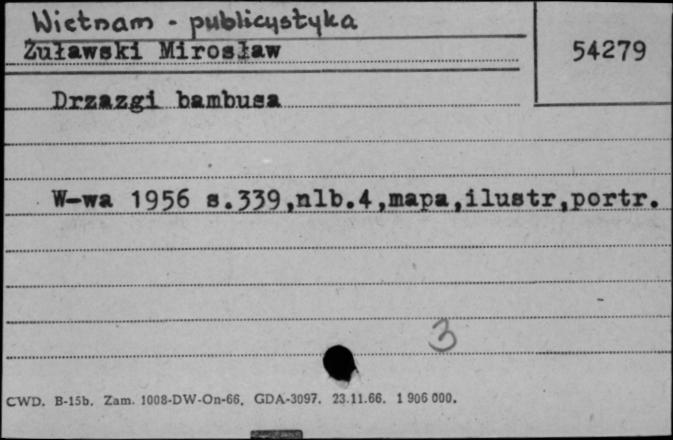 Wietnam - publicystyka
54279
Żuławski Mirosław
Drzazgi bambusa
W-wa 1956 s.339,nlb.4,mapa,ilustr,portr.
3
CWD. B-15b. Zam. 1008-DW-On-66. GDA-3097. 23.11.66. 1 906 000.